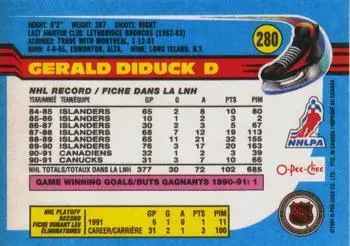 HEIGHT: 6'2" WEIGHT: 207 SHOOTS: RIGHT
LAST AMATEUR CLUB: LETHBRIDGE BRONCOS (1982-83)
ACQUIRED: TRADE WITH MONTREAL, 1-12-91
BORN: 4-6-65, EDMONTON, ALTA. HOME: LONG ISLAND, N.Y.
280
GERALD DIDUCK D
NHL RECORD / FICHE DANS LA LNH
YEAR/ANNÉE TEAM/ÉQUIPE GP G A PTS PIM
84-85 ISLANDERS 65 2 8 10 80
85-86 ISLANDERS 10 1 2 3 2
86-87 ISLANDERS 30 2 3 5 67
87-88 ISLANDERS 68 7 12 19 113
88-89 ISLANDERS 65 11 21 32 155
89-90 ISLANDERS 76 3 17 20 163
90-91 CANADIENS 32 1 2 3 39
90-91 CANUCKS 31 3 7 10 66
NHL TOTALS/TOTAUX DANS LA LNH 377 30 72 102 685
GAME WINNING GOALS/BUTS GAGNANTS 1990-91: 1
NHL PLAYOFF RECORD
FICHE DURANT LES ÉLIMINATOIRES
GP G A PTS PIM
1991 6 1 0 1 11
CAREER/CARRIÈRE
NHLPA
O-Pee-Chee
NHL